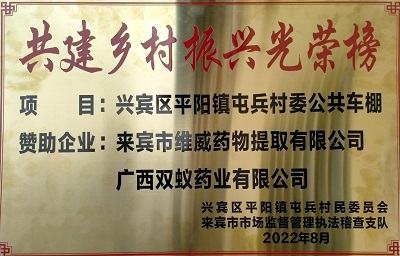 共建乡村振兴光荣榜
项 目:兴宾区平阳镇屯兵村委公共车棚
赞助企业:来宾市维威药物提取有限公司
广西双蚁药业有限公司
兴宾区平阳镇屯兵村民委员会
来宾市市场监督管理执法稽查支队
2022年8月